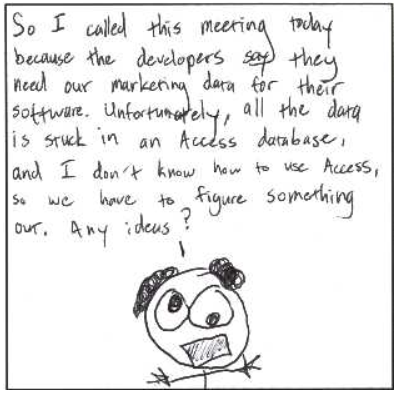 So I called this meeting today
because the developers say they
need our marketing data for their
software. Unfortunately, all the data
is stuck in an Access database,
and I don't know how to use Access,
so we have to figure something
out. Any ideas?